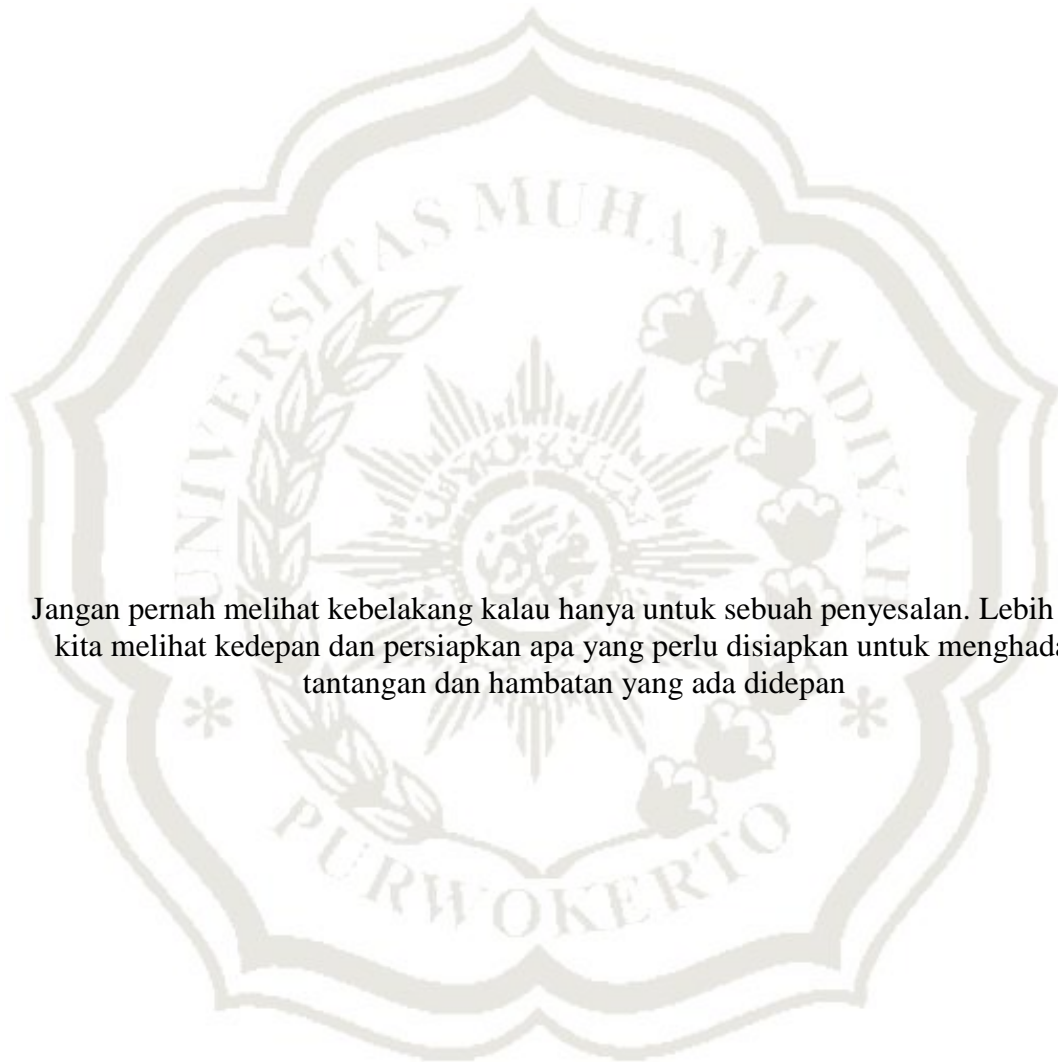 UNIVERSITAS MUHAMMADIYAH
Jangan pernah melihat kebelakang kalau hanya untuk sebuah penyesalan. Lebih
kita melihat kedepan dan persiapkan apa yang perlu disiapkan untuk menghada
tantangan dan hambatan yang ada didepan
* *
PURWOKERTO